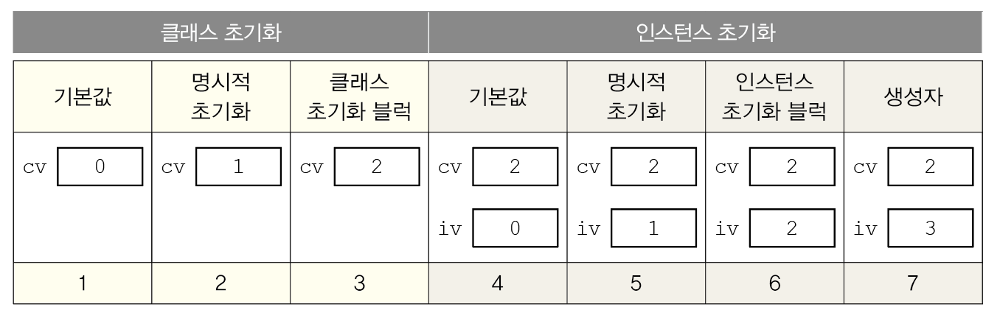 클래스 초기화 인스턴스 초기화
기본값 명시적 초기화 클래스 초기화 블럭 기본값 명시적 초기화 인스턴스 초기화 블럭 생성자
cv 0 cv 1 cv 2 cv 2 cv 2 cv 2 cv 2
iv 0 iv 1 iv 2 iv 3
1 2 3 4 5 6 7